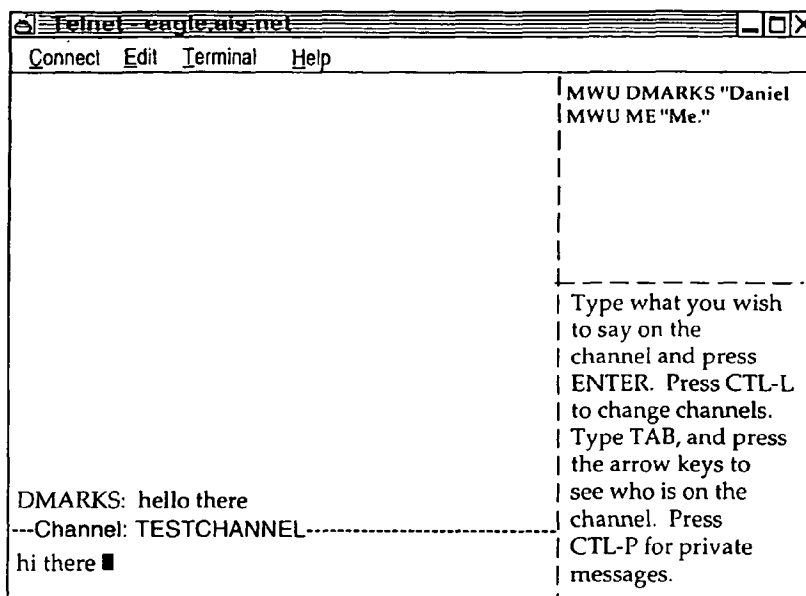 Telnet - eagle.ais.net
Connect Edit Terminal Help
MWU DMARKS "Daniel
MWU ME "Me."
Type what you wish
to say on the
channel and press
ENTER. Press CTL-L
to change channels.
Type TAB, and press
the arrow keys to
see who is on the
channel. Press
CTL-P for private
messages.
DMARKS: hello there
---Channel: TESTCHANNEL---
hi there